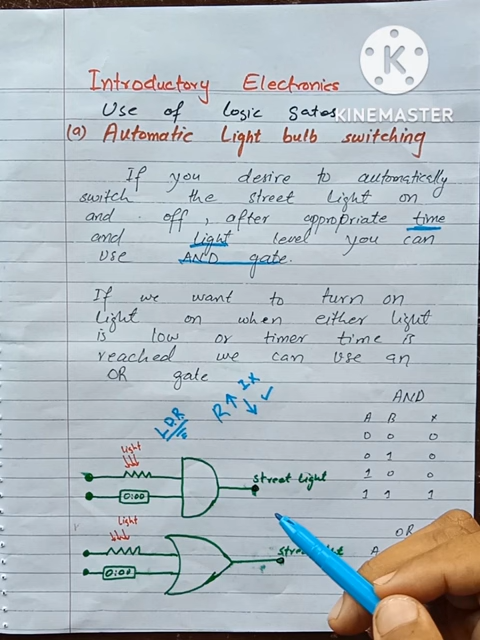 K
KINEMASTER
Introductory Electronics
Use of logic gates
(a) Automatic Light bulb switching
If you desire to automatically
switch the street light on
and off, after appropriate time
and light level you can
use AND gate.
If we want to turn on
light on when either light
is low or timer time is
reached we can use an
OR gate
LDR
R↑ I↓ X
↓ ✓
AND
A B X
0 0 0
0 1 0
1 0 0
1 1 1
Light
0:00
street light
OR
A
Light
0:00